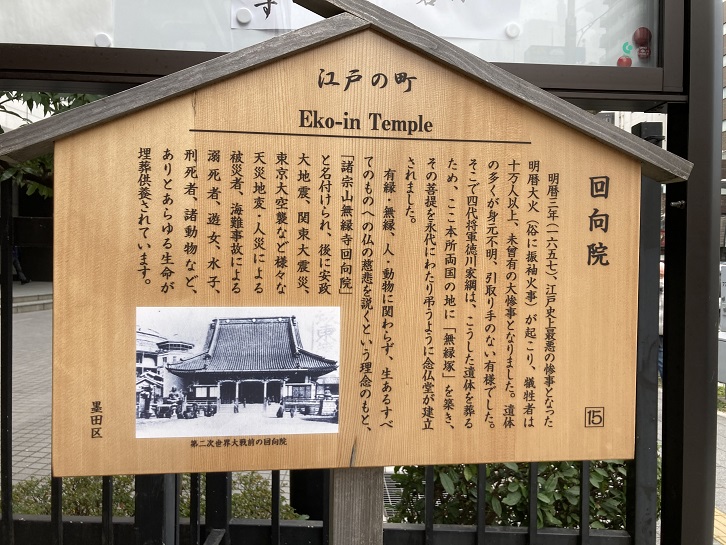 す
江戸の町
Eko-in Temple
回向院
明暦三年(一六五七)、江戸史上最悪の惨事となった
明暦大火(俗に振袖火事)が起こり、犠牲者は
十万人以上、未曾有の大惨事となりました。遺体
の多くが身元不明、引取り手のない有様でした。
そこで四代将軍徳川家綱は、こうした遺体を葬る
ため、ここ本所両国の地に「無縁塚」を築き、
その菩提を永代にわたり弔うように念仏堂が建立
されました。
有縁・無縁、人・動物に関わらず、生あるすべ
てのものへの仏の慈悲を説くという理念のもと、
「諸宗山無縁寺回向院」
と名付けられ、後に安政
大地震、関東大震災、
東京大空襲など様々な
天災地変・人災による
被災者、海難事故による
溺死者、遊女、水子、
刑死者、諸動物など、
ありとあらゆる生命が
埋葬供養されています。
第二次世界大戦前の回向院
墨田区
15